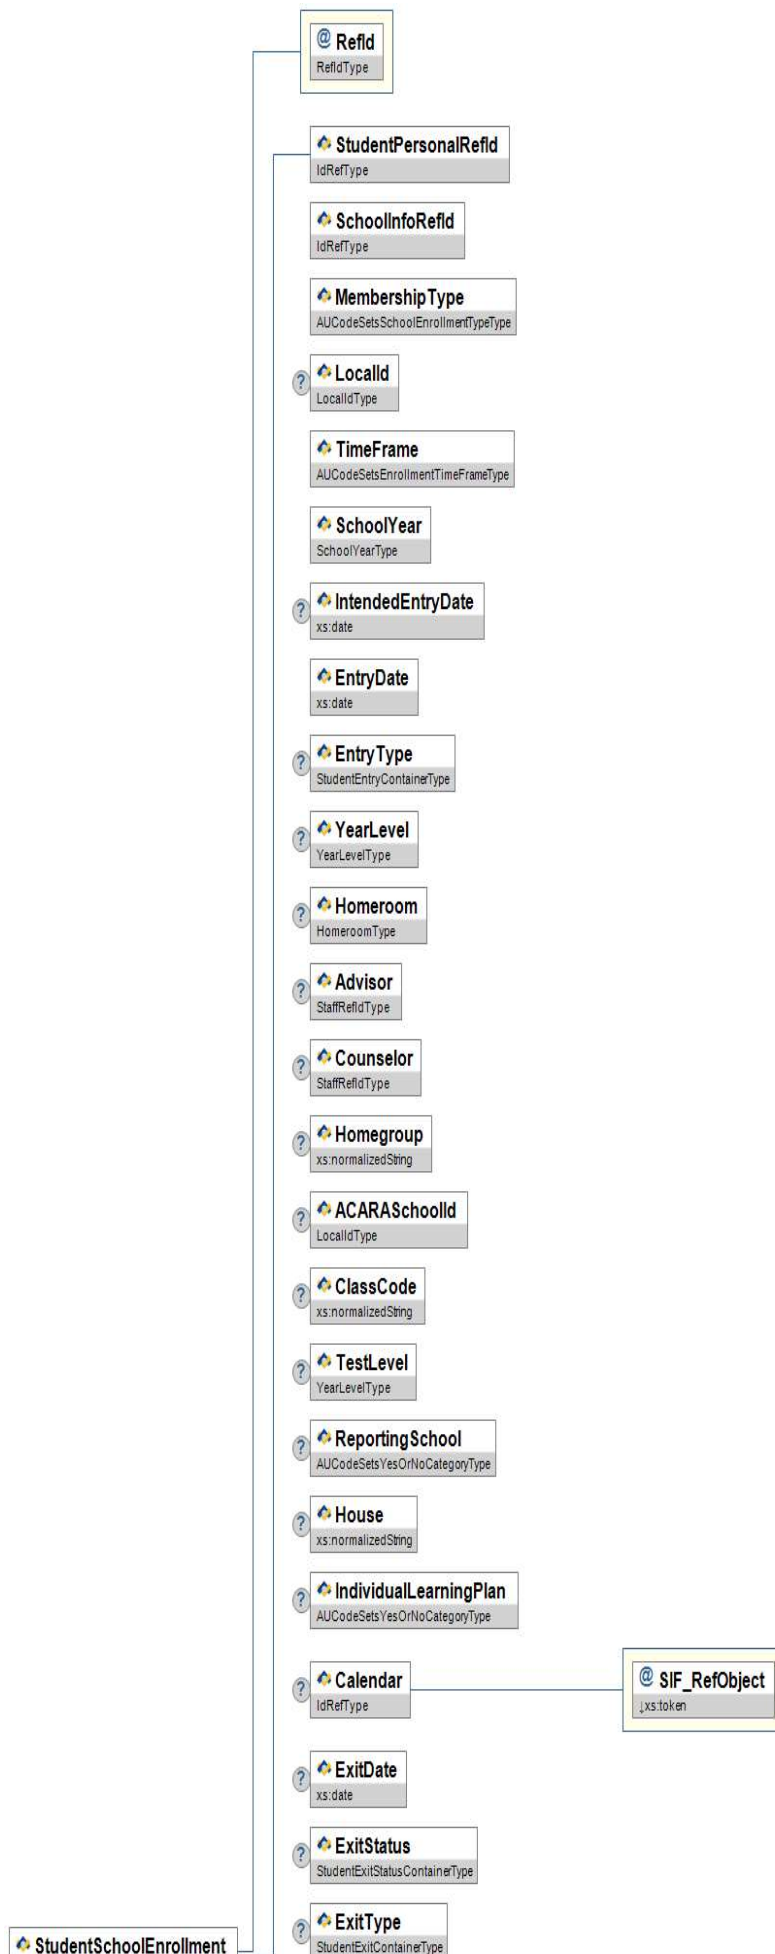 @ RefId
RefIdType
StudentPersonalRefId
IdRefType
SchoolInfoRefId
IdRefType
MembershipType
AUCodeSetsSchoolEnrollmentTypeType
? LocalId
LocalIdType
TimeFrame
AUCodeSetsEnrollmentTimeFrameType
SchoolYear
SchoolYearType
? IntendedEntryDate
xs:date
EntryDate
xs:date
? EntryType
StudentEntryContainerType
? YearLevel
YearLevelType
? Homeroom
HomeroomType
? Advisor
StaffRefIdType
? Counselor
StaffRefIdType
? Homegroup
xs:normalizedString
? ACARASchoolId
LocalIdType
? ClassCode
xs:normalizedString
? TestLevel
YearLevelType
? ReportingSchool
AUCodeSetsYesOrNoCategoryType
? House
xs:normalizedString
? IndividualLearningPlan
AUCodeSetsYesOrNoCategoryType
? Calendar
IdRefType
@ SIF_RefObject
↓xs:token
? ExitDate
xs:date
? ExitStatus
StudentExitStatusContainerType
? ExitType
StudentExitContainerType
StudentSchoolEnrollment